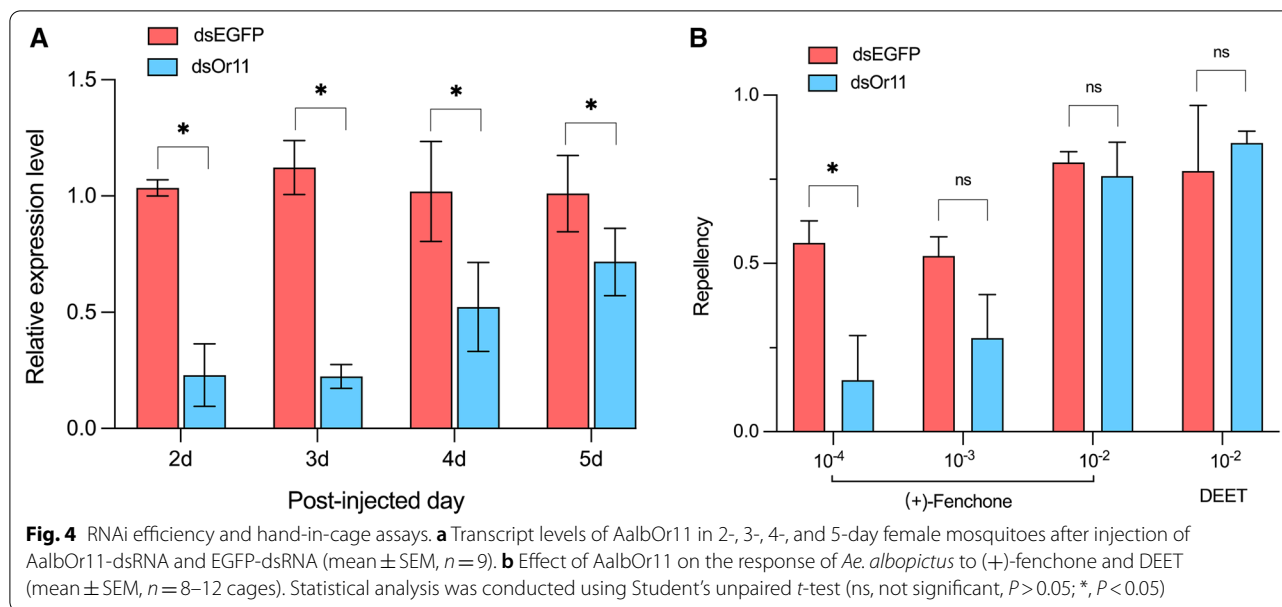 A
dsEGFP
dsOr11
Relative expression level
1.5
1.0
0.5
0.0
*
*
*
*
2d
3d
4d
5d
Post-injected day
B
dsEGFP
dsOr11
Repellency
1.0
0.5
0.0
*
ns
ns
ns
10⁻⁴
10⁻³
10⁻²
10⁻²
(+)-Fenchone
DEET
Fig. 4 RNAi efficiency and hand-in-cage assays. a Transcript levels of AalbOr11 in 2-, 3-, 4-, and 5-day female mosquitoes after injection of
AalbOr11-dsRNA and EGFP-dsRNA (mean ± SEM, n = 9). b Effect of AalbOr11 on the response of Ae. albopictus to (+)-fenchone and DEET
(mean ± SEM, n = 8–12 cages). Statistical analysis was conducted using Student's unpaired t-test (ns, not significant, P > 0.05; *, P < 0.05)